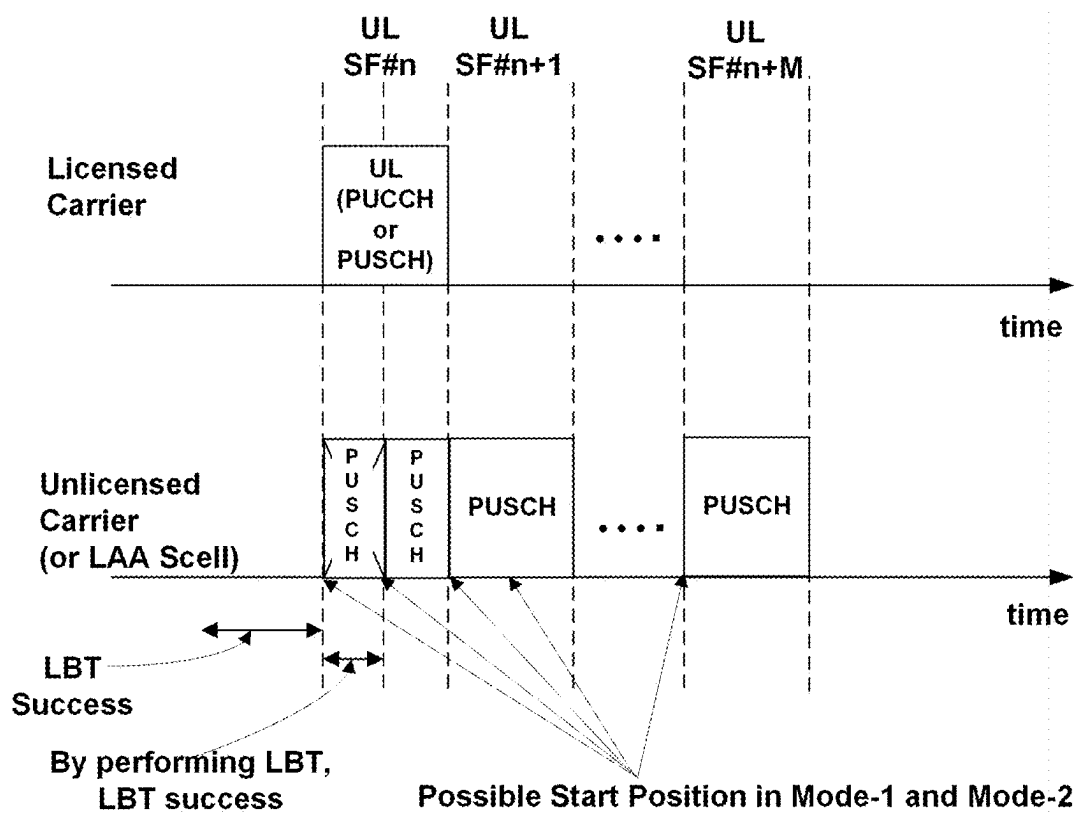 UL
SF#n
UL
SF#n+1
UL
SF#n+M
Licensed
Carrier
UL
(PUCCH
or
PUSCH)
time
Unlicensed
Carrier
(or LAA Scell)
PUSCH
PUSCH
PUSCH
PUSCH
time
LBT
Success
By performing LBT,
LBT success
Possible Start Position in Mode-1 and Mode-2